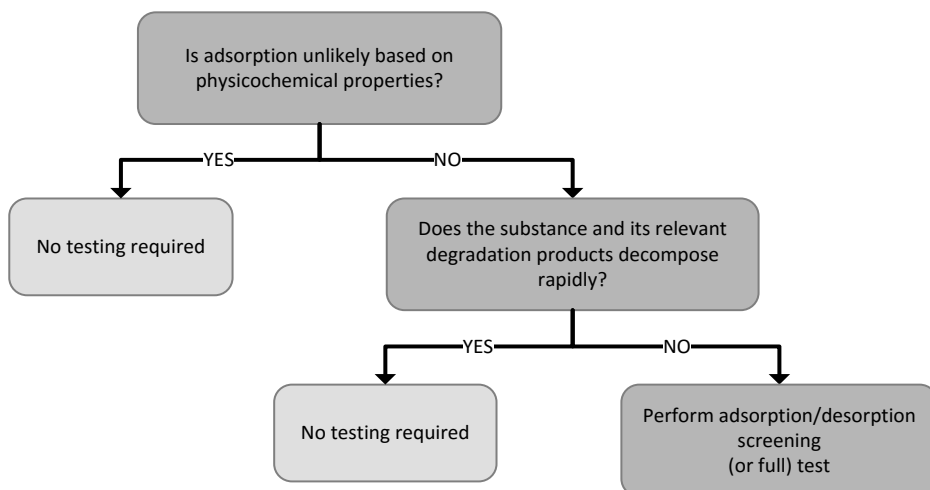 Is adsorption unlikely based on
physicochemical properties?
YES
NO
No testing required
Does the substance and its relevant
degradation products decompose
rapidly?
YES
NO
No testing required
Perform adsorption/desorption
screening
(or full) test